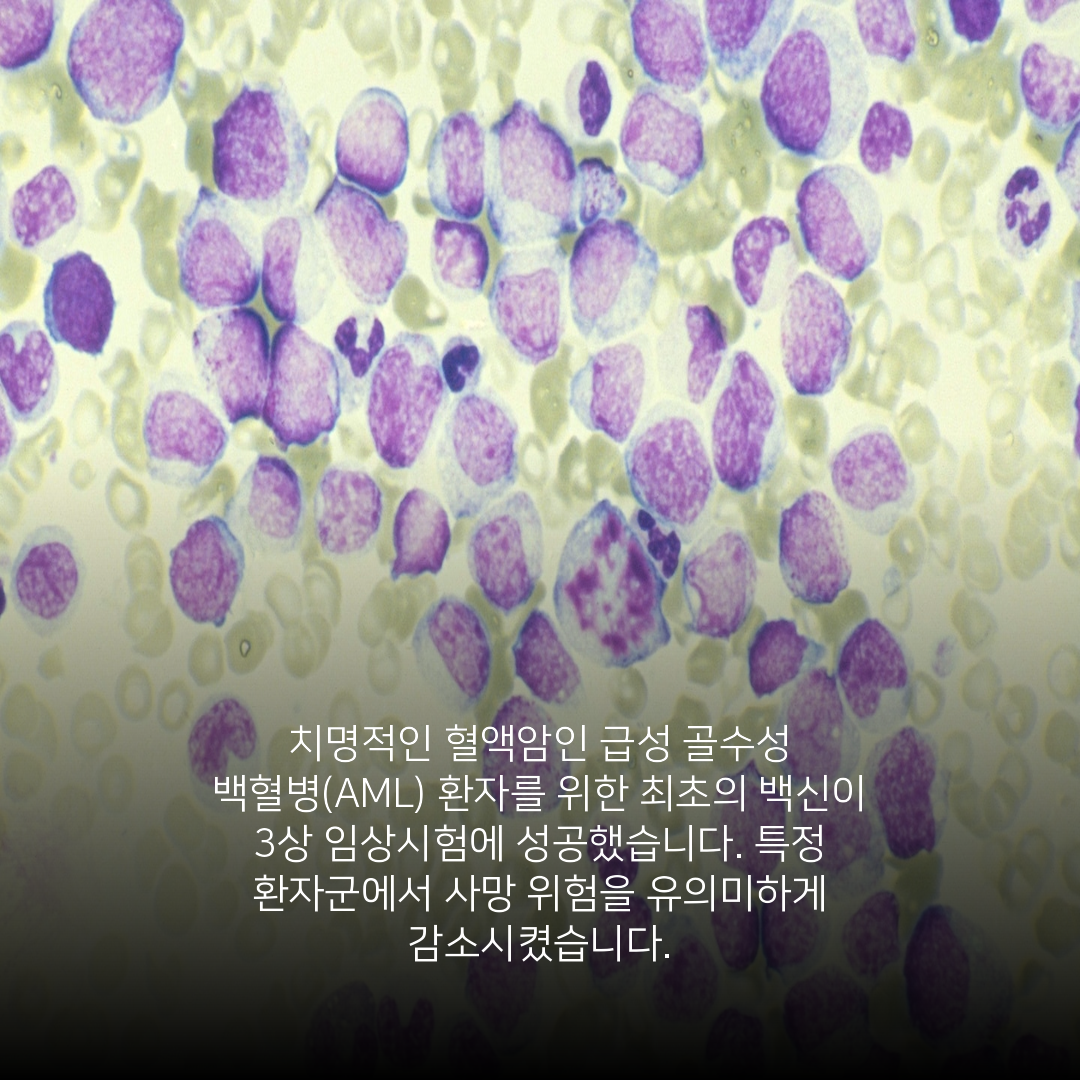 치명적인 혈액암인 급성 골수성
백혈병(AML) 환자를 위한 최초의 백신이
3상 임상시험에 성공했습니다. 특정
환자군에서 사망 위험을 유의미하게
감소시켰습니다.